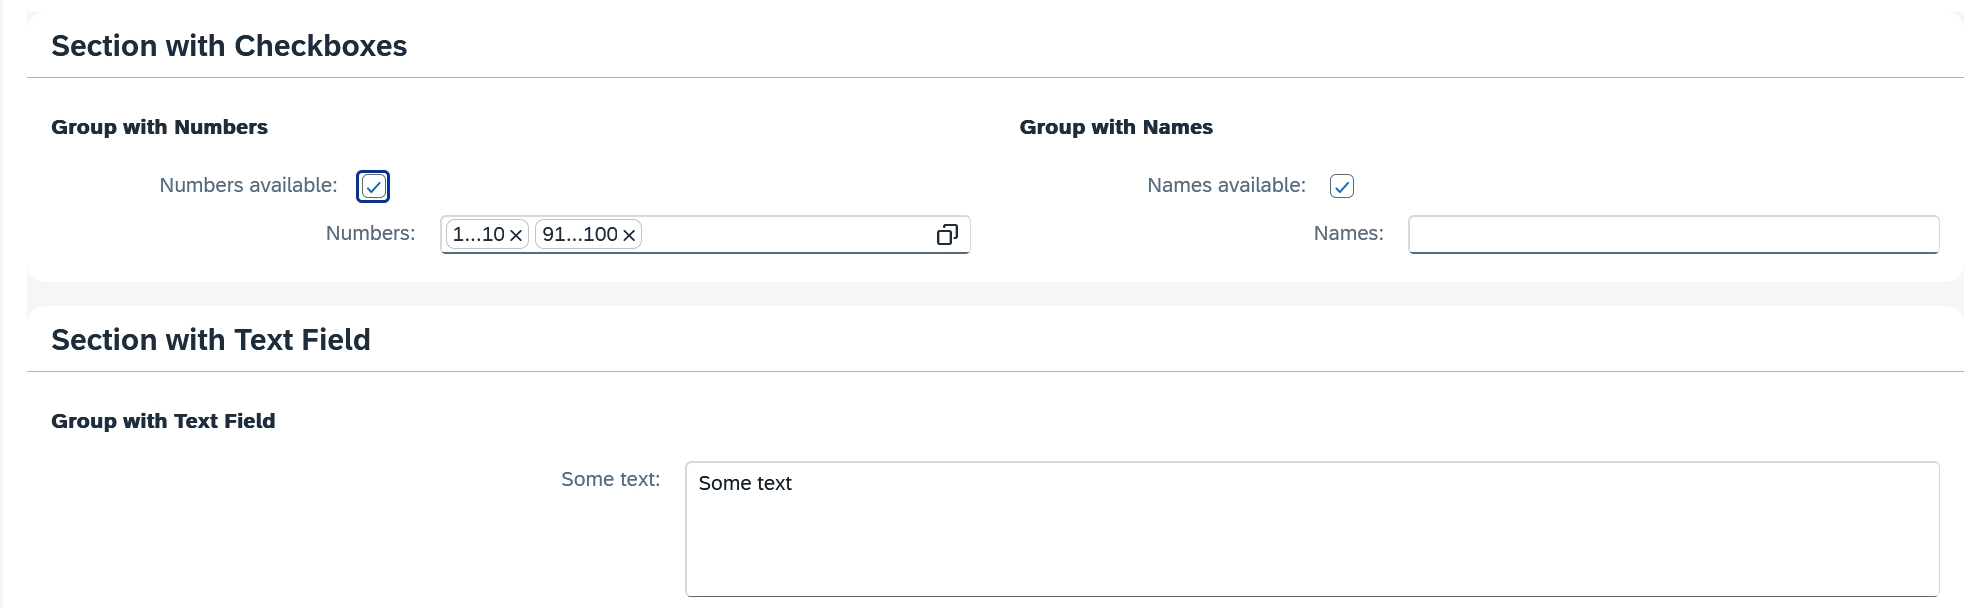 Section with Checkboxes
Group with Numbers
Numbers available:
Numbers: 1...10 91...100
Group with Names
Names available:
Names:
Section with Text Field
Group with Text Field
Some text: Some text